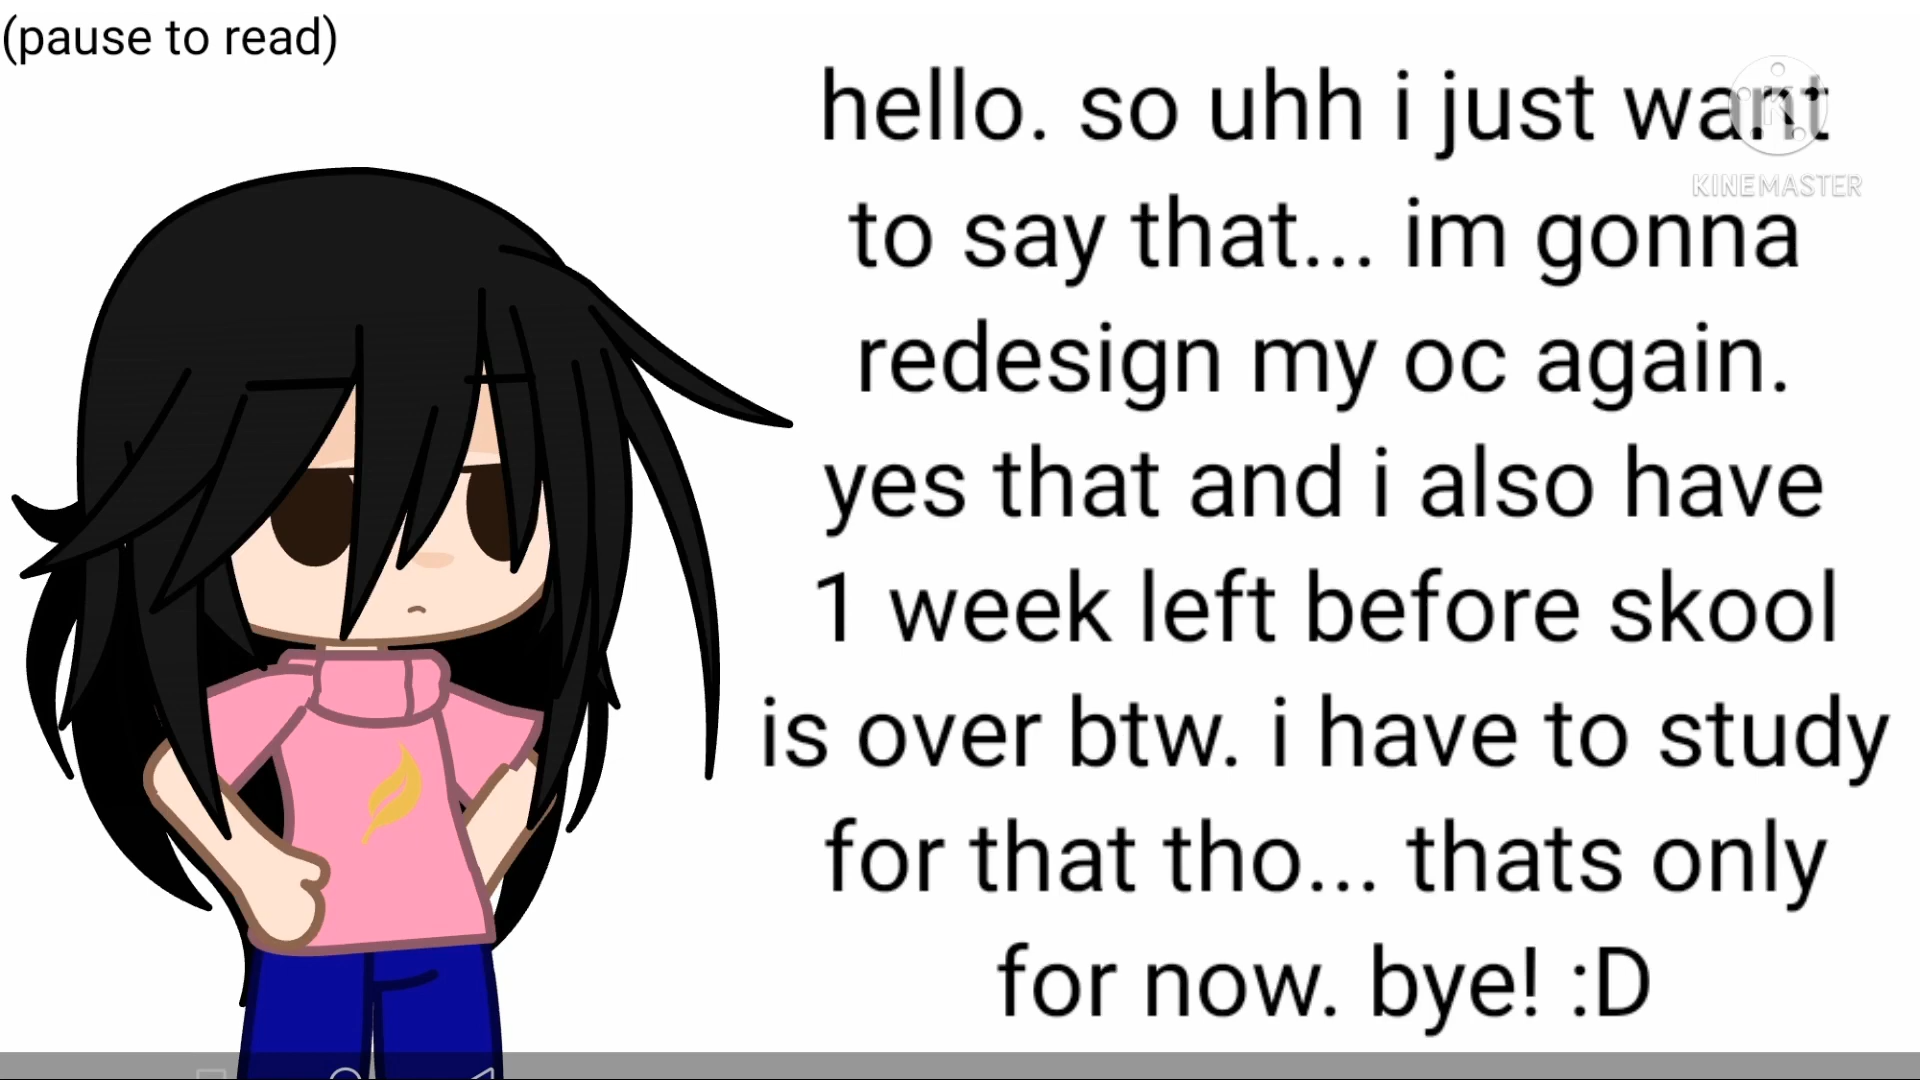 (pause to read)
hello. so uhh i just want
to say that... im gonna
redesign my oc again.
yes that and i also have
1 week left before skool
is over btw. i have to study
for that tho... thats only
for now. bye! :D
K
KINEMASTER